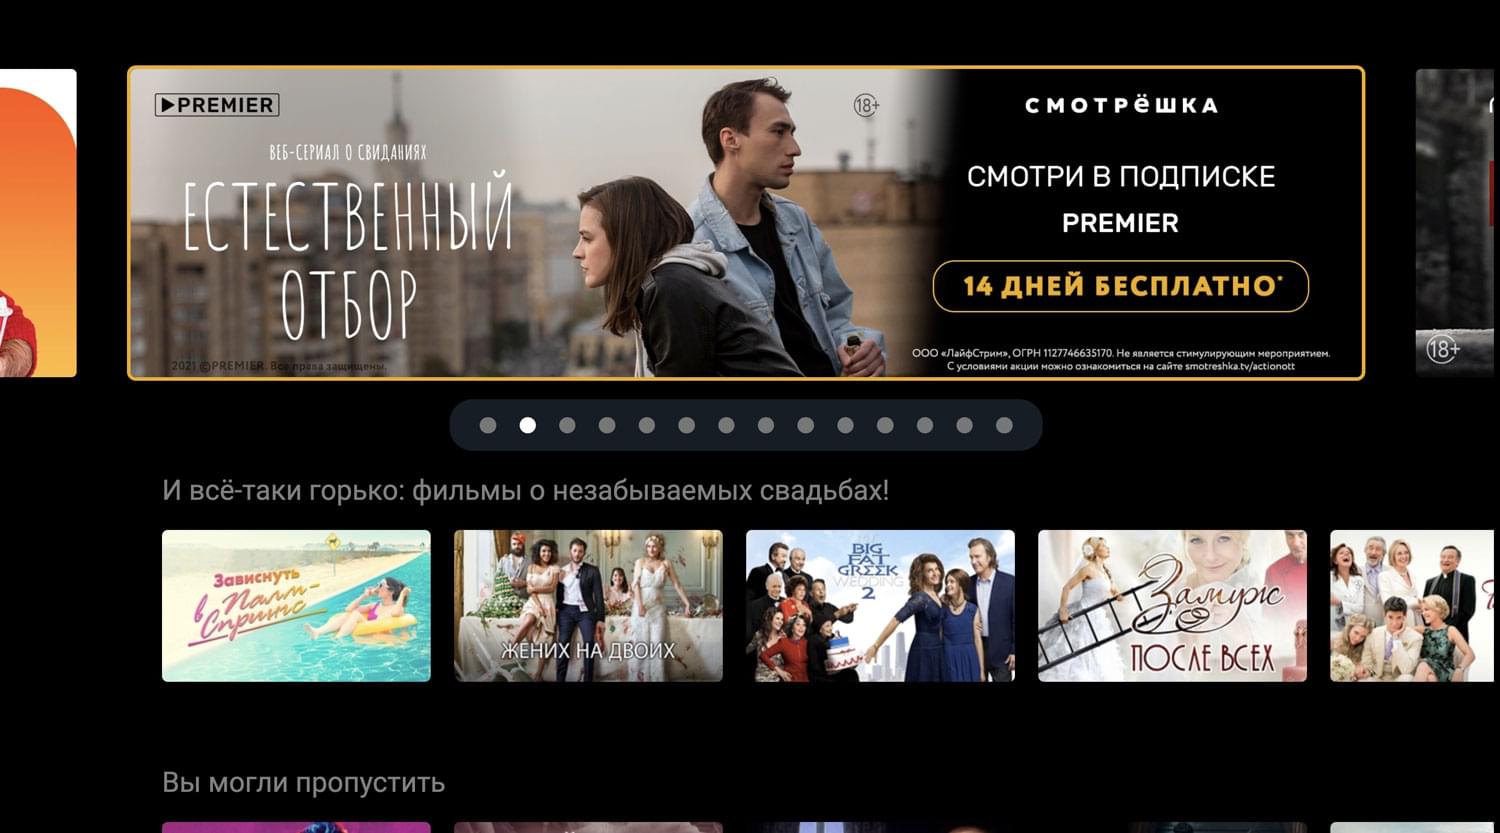 PREMIER
ВЕБ-СЕРИАЛ О СВИДАНИЯХ
ЕСТЕСТВЕННЫЙ
ОТБОР
2021 ©PREMIER. Все права защищены.
18+
СМОТРЁШКА
СМОТРИ В ПОДПИСКЕ
PREMIER
14 ДНЕЙ БЕСПЛАТНО*
ООО «ЛайфСтрим», ОГРН 1127746635170. Не является стимулирующим мероприятием.
С условиями акции можно ознакомиться на сайте smotreshka.tv/actionott
18+
И всё-таки горько: фильмы о незабываемых свадьбах!
Зависнуть
в Палм-
Спрингс
ЖЕНИХ НА ДВОИХ
BIG
FAT
GREEK
WEDDING
2
Замуж
ПОСЛЕ ВСЕХ
Вы могли пропустить